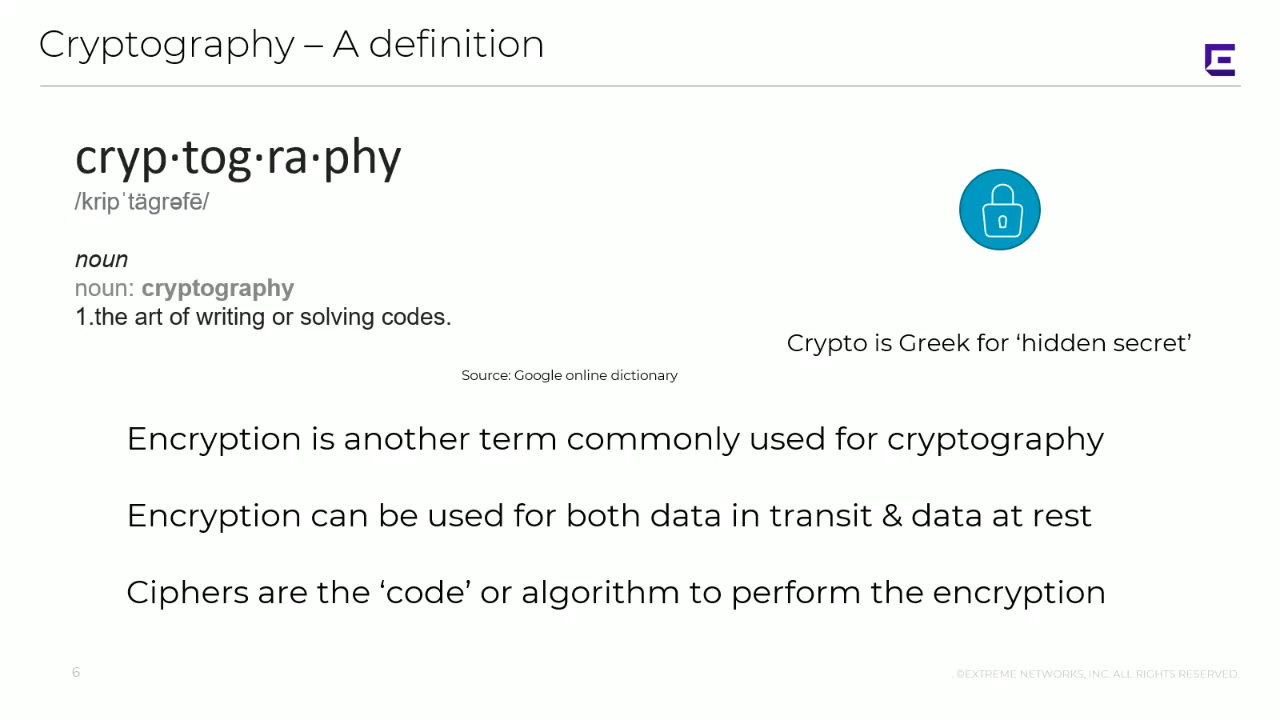 Cryptography – A definition
cryp·tog·ra·phy
/kripˈtägrəfē/
noun
noun: cryptography
1.the art of writing or solving codes.
Crypto is Greek for ‘hidden secret’
Source: Google online dictionary
Encryption is another term commonly used for cryptography
Encryption can be used for both data in transit & data at rest
Ciphers are the ‘code’ or algorithm to perform the encryption
6
. ©EXTREME NETWORKS, INC. ALL RIGHTS RESERVED.